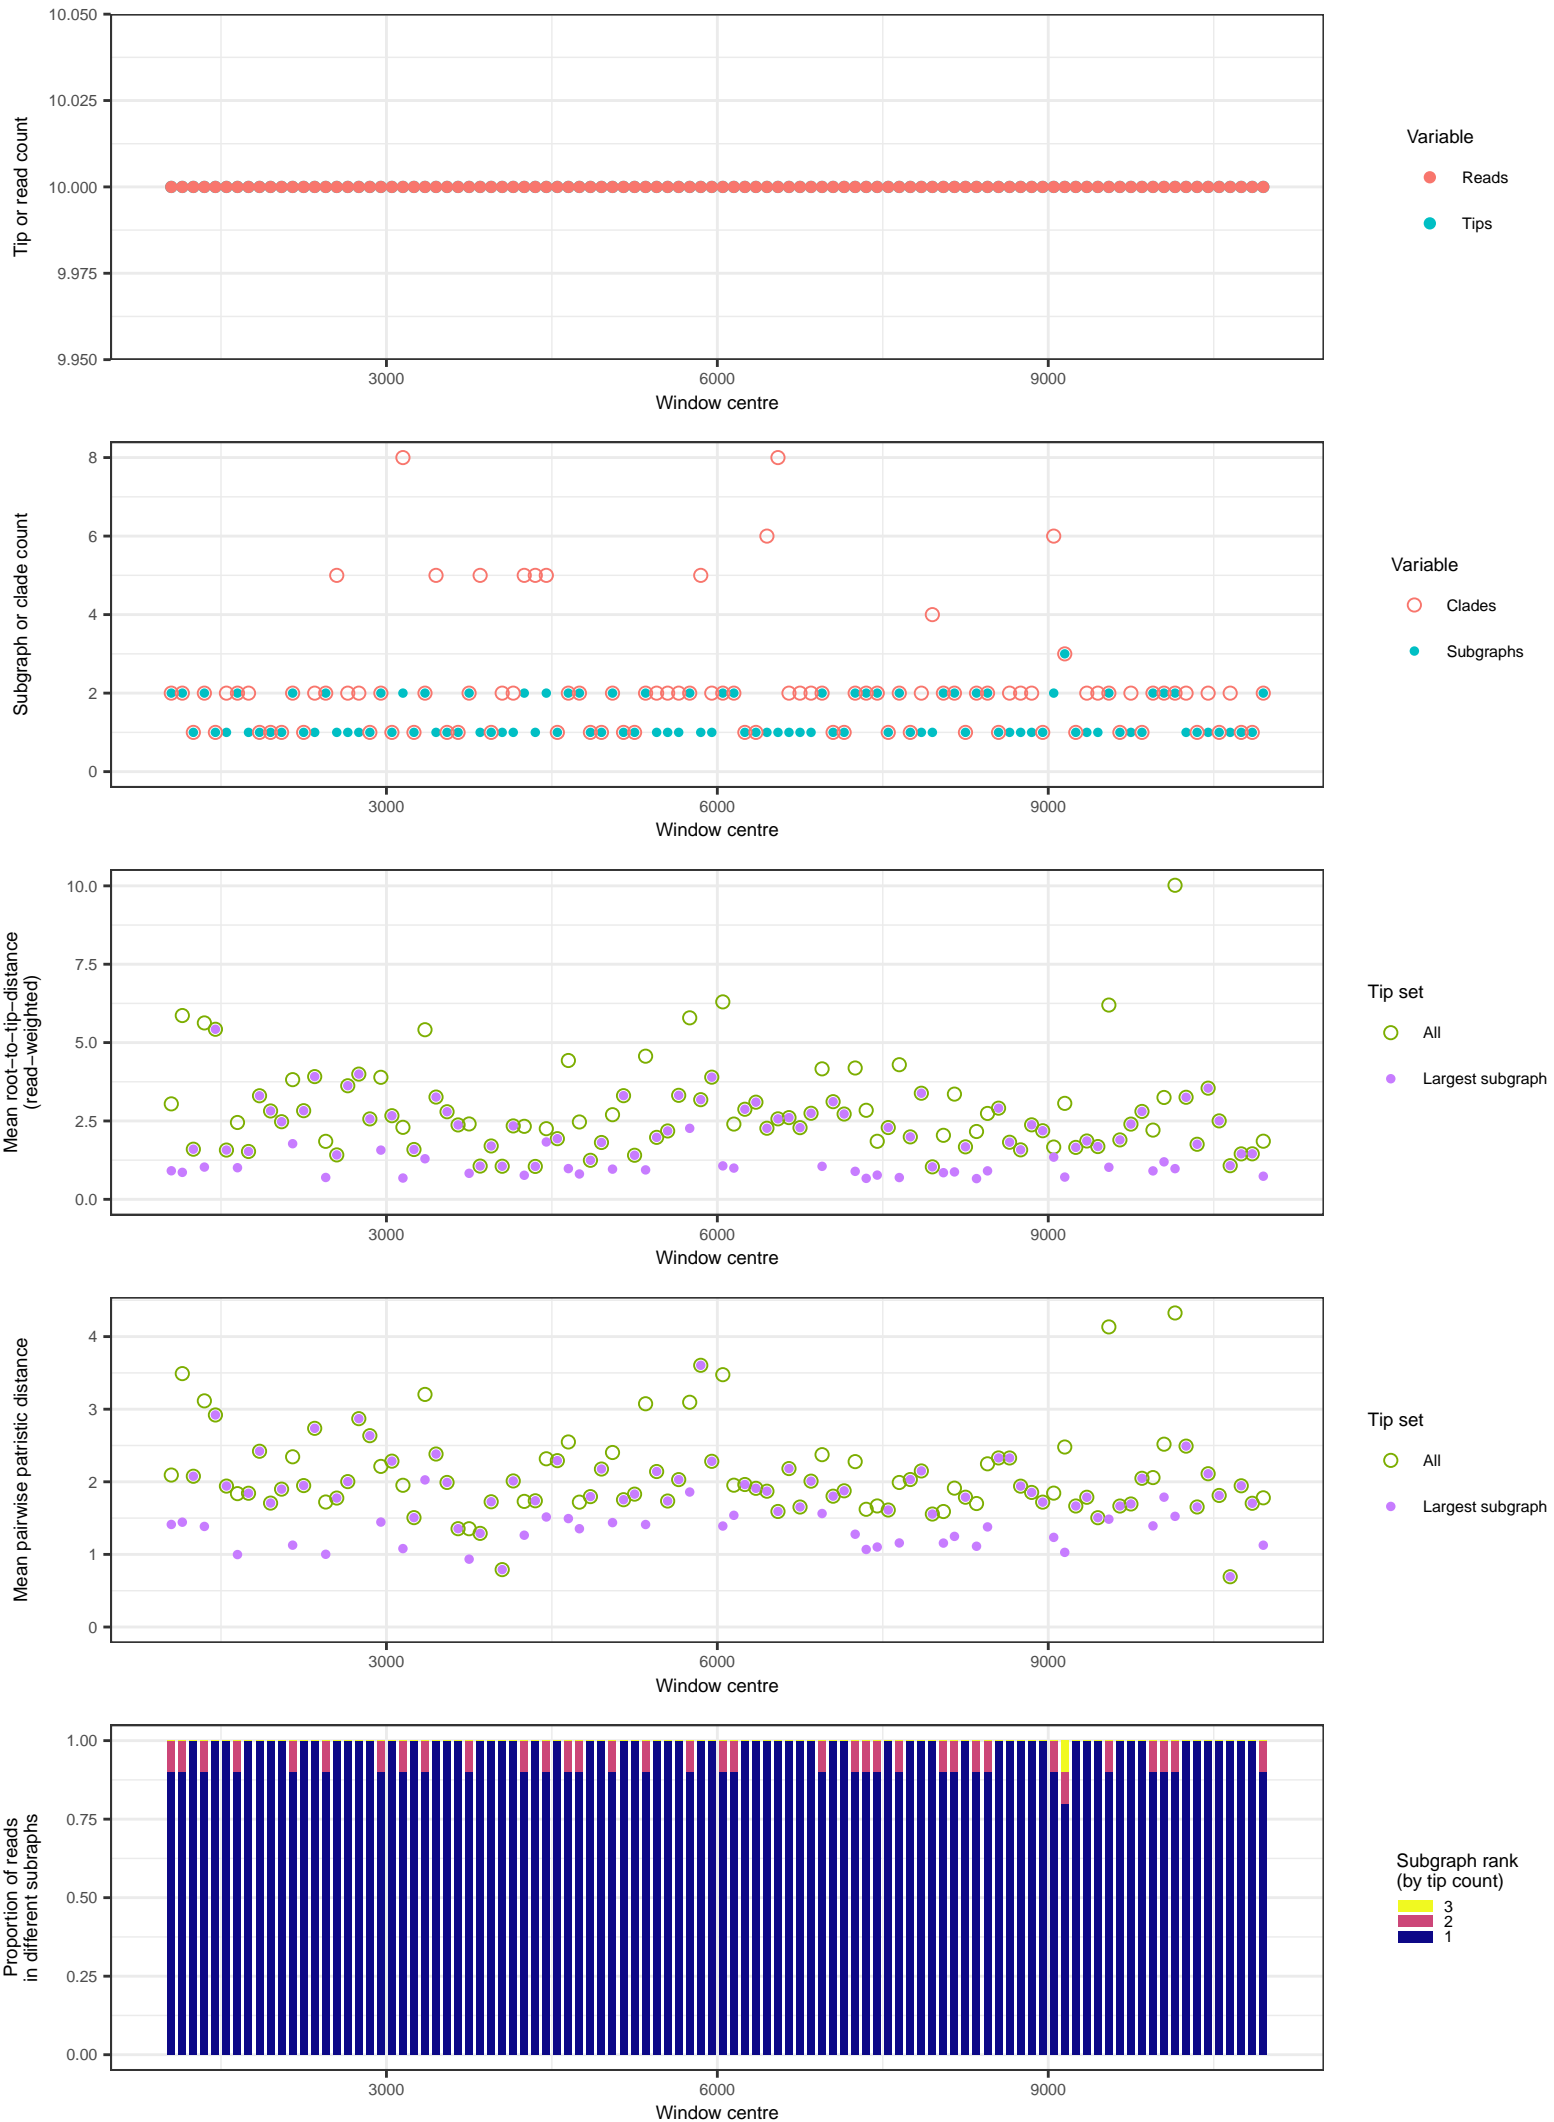 10.050
10.025
10.000
9.975
9.950
Tip or read count
3000 6000 9000
Window centre
Variable
Reads
Tips
8
6
4
2
0
Subgraph or clade count
3000 6000 9000
Window centre
Variable
Clades
Subgraphs
10.0
7.5
5.0
2.5
0.0
Mean root−to−tip−distance
(read−weighted)
3000 6000 9000
Window centre
Tip set
All
Largest subgraph
4
3
2
1
0
Mean pairwise patristic distance
3000 6000 9000
Window centre
Tip set
All
Largest subgraph
1.00
0.75
0.50
0.25
0.00
Proportion of reads
in different subraphs
3000 6000 9000
Window centre
Subgraph rank
(by tip count)
3
2
1